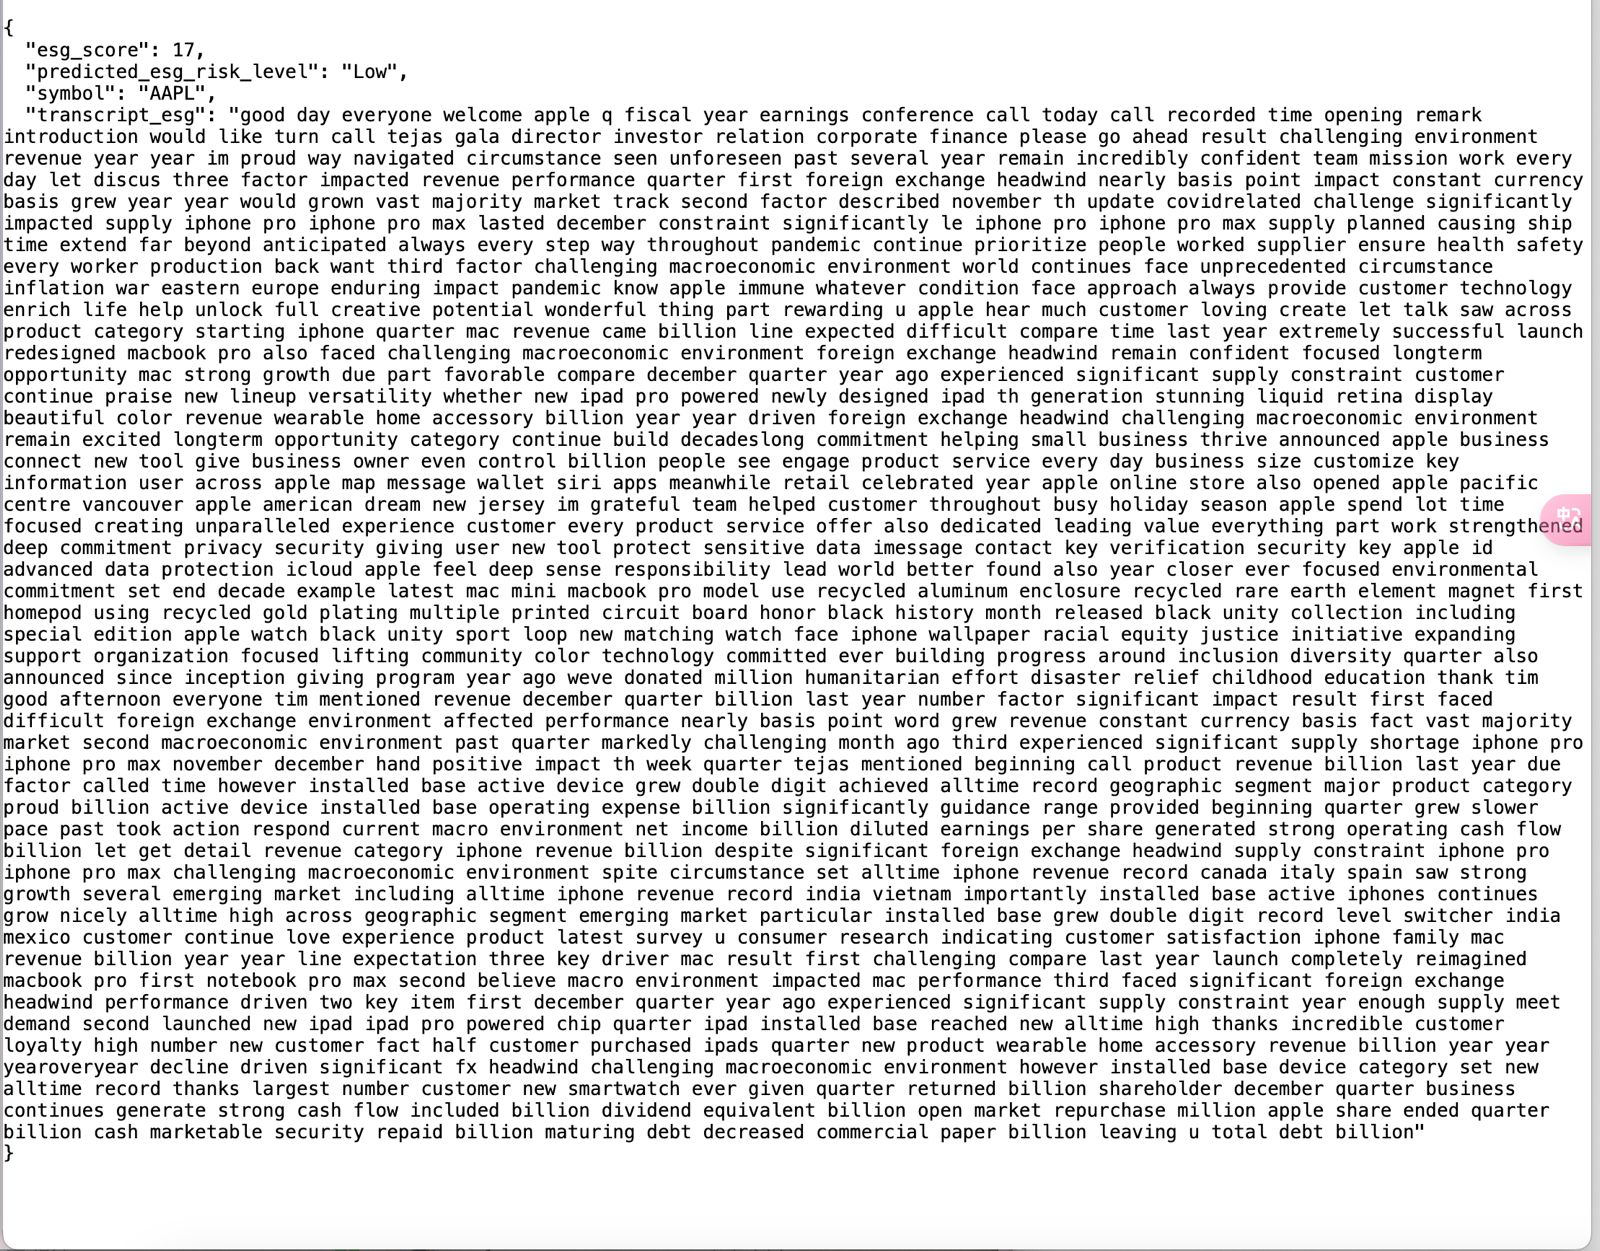 {
  "esg_score": 17,
  "predicted_esg_risk_level": "Low",
  "symbol": "AAPL",
  "transcript_esg": "good day everyone welcome apple q fiscal year earnings conference call today call recorded time opening remark
introduction would like turn call tejas gala director investor relation corporate finance please go ahead result challenging environment
revenue year year im proud way navigated circumstance seen unforeseen past several year remain incredibly confident team mission work every
day let discus three factor impacted revenue performance quarter first foreign exchange headwind nearly basis point impact constant currency
basis grew year year would grown vast majority market track second factor described november th update covidrelated challenge significantly
impacted supply iphone pro iphone pro max lasted december constraint significantly le iphone pro iphone pro max supply planned causing ship
time extend far beyond anticipated always every step way throughout pandemic continue prioritize people worked supplier ensure health safety
every worker production back want third factor challenging macroeconomic environment world continues face unprecedented circumstance
inflation war eastern europe enduring impact pandemic know apple immune whatever condition face approach always provide customer technology
enrich life help unlock full creative potential wonderful thing part rewarding u apple hear much customer loving create let talk saw across
product category starting iphone quarter mac revenue came billion line expected difficult compare time last year extremely successful launch
redesigned macbook pro also faced challenging macroeconomic environment foreign exchange headwind remain confident focused longterm
opportunity mac strong growth due part favorable compare december quarter year ago experienced significant supply constraint customer
continue praise new lineup versatility whether new ipad pro powered newly designed ipad th generation stunning liquid retina display
beautiful color revenue wearable home accessory billion year year driven foreign exchange headwind challenging macroeconomic environment
remain excited longterm opportunity category continue build decadeslong commitment helping small business thrive announced apple business
connect new tool give business owner even control billion people see engage product service every day business size customize key
information user across apple map message wallet siri apps meanwhile retail celebrated year apple online store also opened apple pacific
centre vancouver apple american dream new jersey im grateful team helped customer throughout busy holiday season apple spend lot time
focused creating unparalleled experience customer every product service offer also dedicated leading value everything part work strengthened
deep commitment privacy security giving user new tool protect sensitive data imessage contact key verification security key apple id
advanced data protection icloud apple feel deep sense responsibility lead world better found also year closer ever focused environmental
commitment set end decade example latest mac mini macbook pro model use recycled aluminum enclosure recycled rare earth element magnet first
homepod using recycled gold plating multiple printed circuit board honor black history month released black unity collection including
special edition apple watch black unity sport loop new matching watch face iphone wallpaper racial equity justice initiative expanding
support organization focused lifting community color technology committed ever building progress around inclusion diversity quarter also
announced since inception giving program year ago weve donated million humanitarian effort disaster relief childhood education thank tim
good afternoon everyone tim mentioned revenue december quarter billion last year number factor significant impact result first faced
difficult foreign exchange environment affected performance nearly basis point word grew revenue constant currency basis fact vast majority
market second macroeconomic environment past quarter markedly challenging month ago third experienced significant supply shortage iphone pro
iphone pro max november december hand positive impact th week quarter tejas mentioned beginning call product revenue billion last year due
factor called time however installed base active device grew double digit achieved alltime record geographic segment major product category
proud billion active device installed base operating expense billion significantly guidance range provided beginning quarter grew slower
pace past took action respond current macro environment net income billion diluted earnings per share generated strong operating cash flow
billion let get detail revenue category iphone revenue billion despite significant foreign exchange headwind supply constraint iphone pro
iphone pro max challenging macroeconomic environment spite circumstance set alltime iphone revenue record canada italy spain saw strong
growth several emerging market including alltime iphone revenue record india vietnam importantly installed base active iphones continues
grow nicely alltime high across geographic segment emerging market particular installed base grew double digit record level switcher india
mexico customer continue love experience product latest survey u consumer research indicating customer satisfaction iphone family mac
revenue billion year year line expectation three key driver mac result first challenging compare last year launch completely reimagined
macbook pro first notebook pro max second believe macro environment impacted mac performance third faced significant foreign exchange
headwind performance driven two key item first december quarter year ago experienced significant supply constraint year enough supply meet
demand second launched new ipad ipad pro powered chip quarter ipad installed base reached new alltime high thanks incredible customer
loyalty high number new customer fact half customer purchased ipads quarter new product wearable home accessory revenue billion year year
yearoveryear decline driven significant fx headwind challenging macroeconomic environment however installed base device category set new
alltime record thanks largest number customer new smartwatch ever given quarter returned billion shareholder december quarter business
continues generate strong cash flow included billion dividend equivalent billion open market repurchase million apple share ended quarter
billion cash marketable security repaid billion maturing debt decreased commercial paper billion leaving u total debt billion"
}